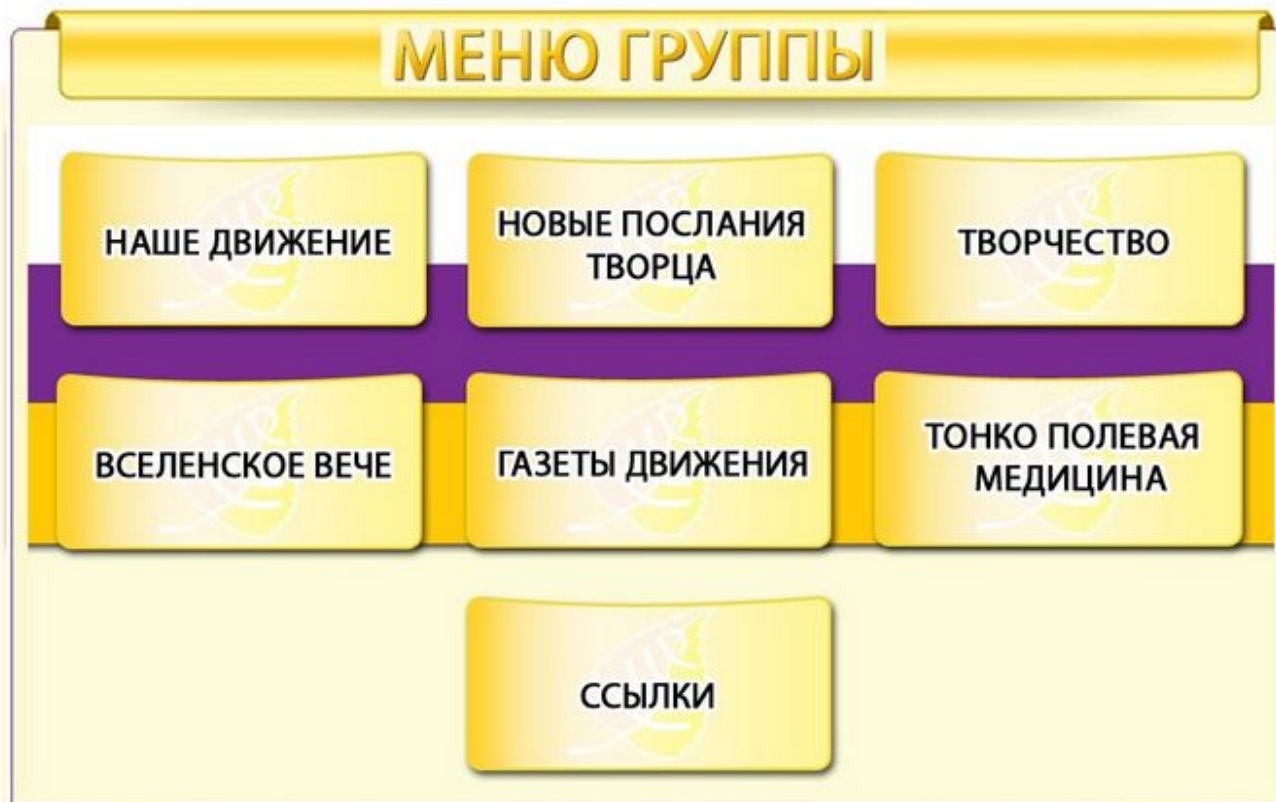 МЕНЮ ГРУППЫ
НАШЕ ДВИЖЕНИЕ
НОВЫЕ ПОСЛАНИЯ
ТВОРЦА
ТВОРЧЕСТВО
ВСЕЛЕНСКОЕ ВЕЧЕ
ГАЗЕТЫ ДВИЖЕНИЯ
ТОНКО ПОЛЕВАЯ
МЕДИЦИНА
ССЫЛКИ